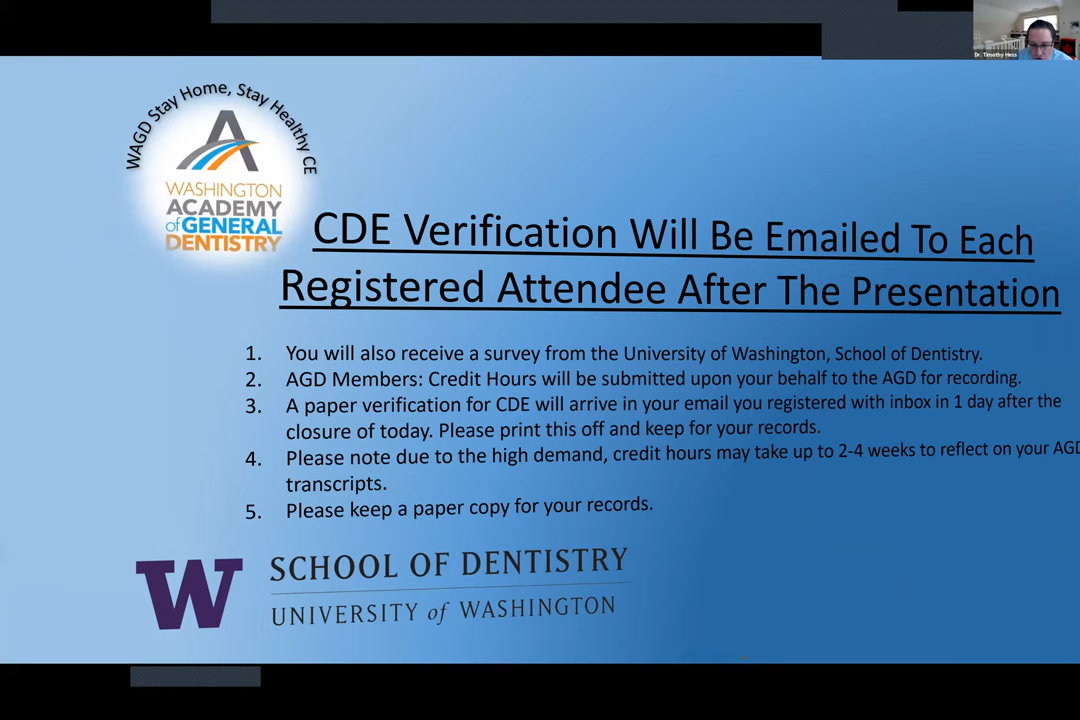 Dr. Timothy Hess
WAGD Stay Home, Stay Healthy CE
WASHINGTON
ACADEMY
of GENERAL
DENTISTRY
CDE Verification Will Be Emailed To Each
Registered Attendee After The Presentation
1. You will also receive a survey from the University of Washington, School of Dentistry.
2. AGD Members: Credit Hours will be submitted upon your behalf to the AGD for recording.
3. A paper verification for CDE will arrive in your email you registered with inbox in 1 day after the
closure of today. Please print this off and keep for your records.
4. Please note due to the high demand, credit hours may take up to 2-4 weeks to reflect on your AGD
transcripts.
5. Please keep a paper copy for your records.
W
SCHOOL OF DENTISTRY
UNIVERSITY of WASHINGTON